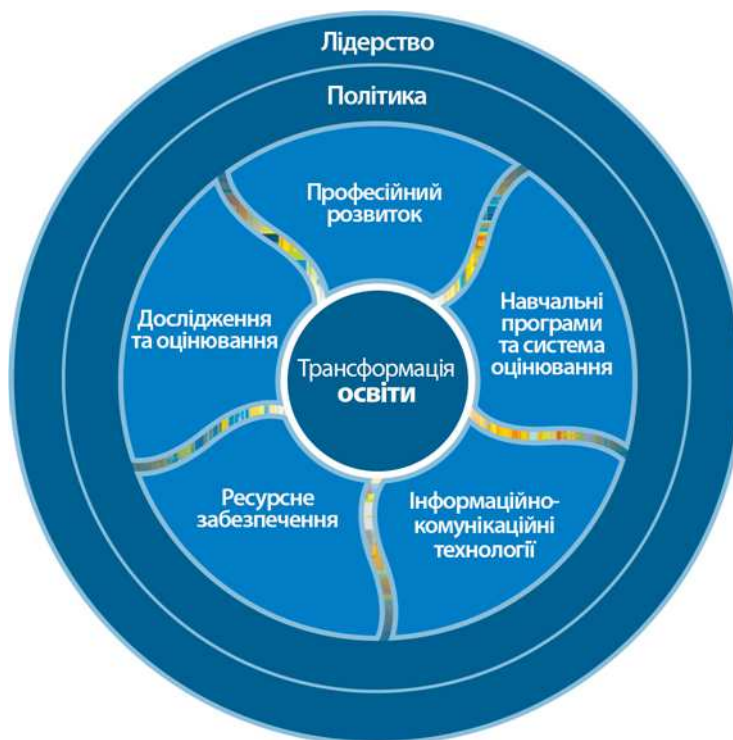 Лідерство
Політика
Професійний
розвиток
Навчальні
програми
та система
оцінювання
Інформаційно-
комунікаційні
технології
Ресурсне
забезпечення
Дослідження
та оцінювання
Трансформація
освіти